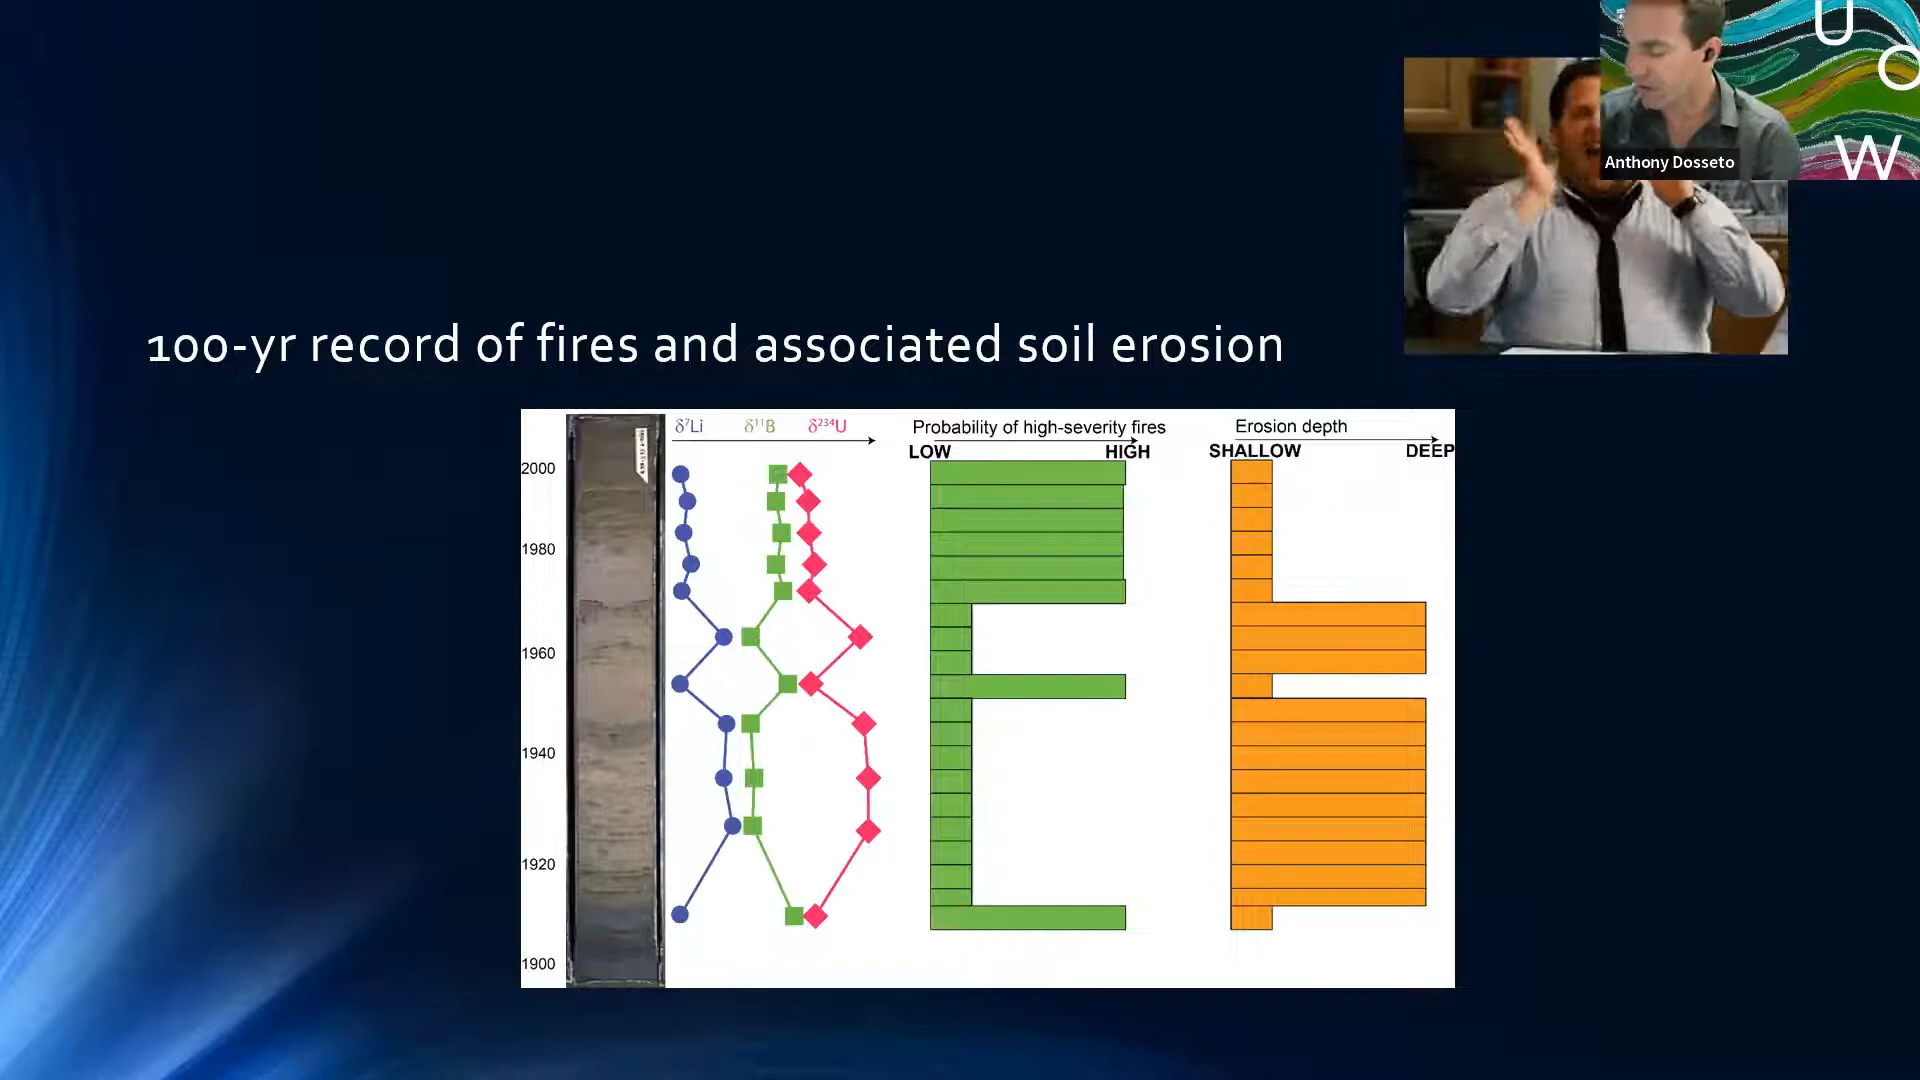 U
O
W
Anthony Dosseto
100-yr record of fires and associated soil erosion
δ⁷Li δ¹¹B δ²³⁴U
Probability of high-severity fires
LOW HIGH
Erosion depth
SHALLOW DEEP
2000
1980
1960
1940
1920
1900